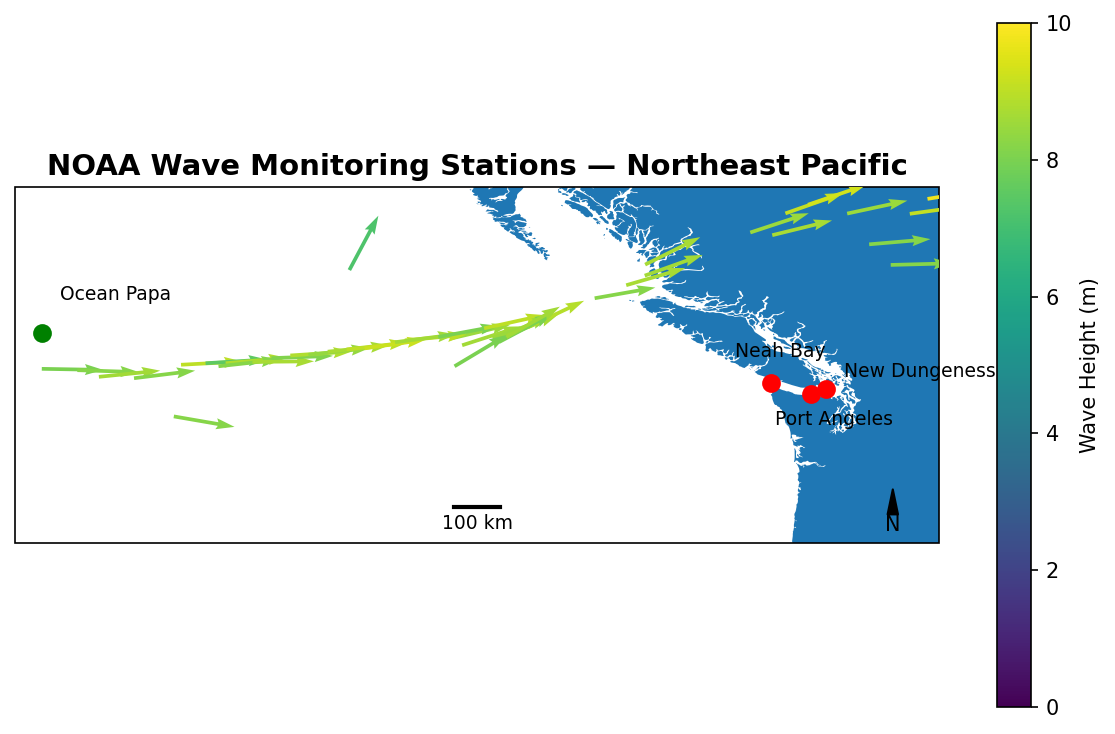 NOAA Wave Monitoring Stations — Northeast Pacific
Ocean Papa
Neah Bay
New Dungeness
Port Angeles
100 km
N
10
8
6
4
2
0
Wave Height (m)